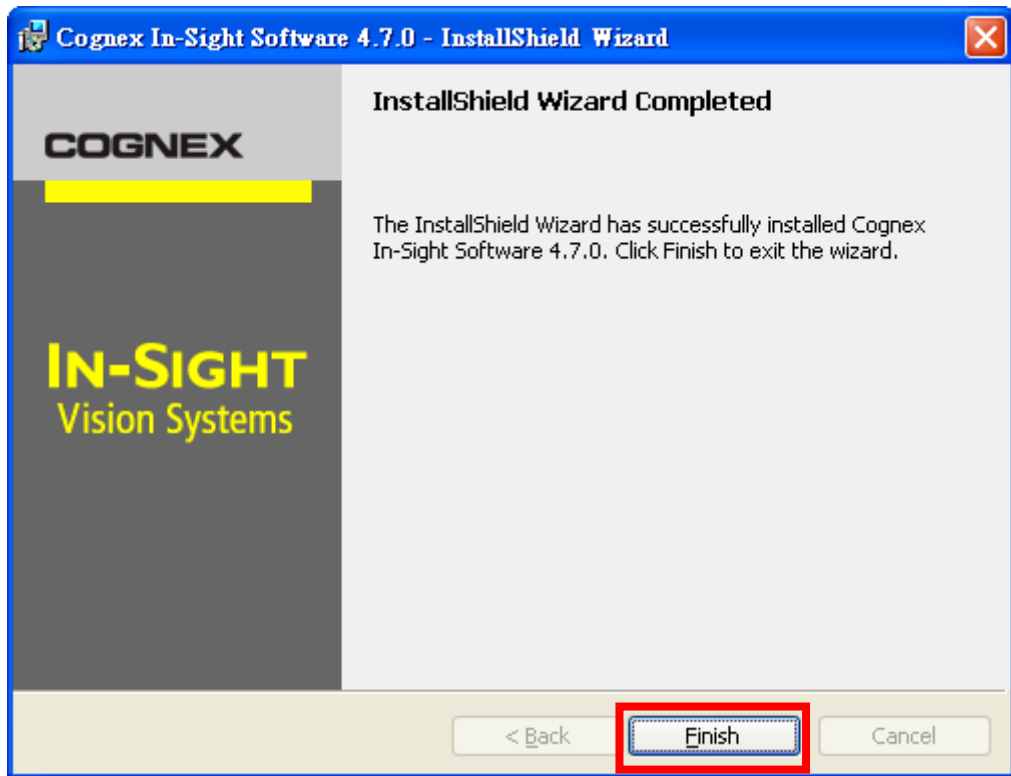 Cognex In-Sight Software 4.7.0 - InstallShield Wizard
COGNEX
IN-SIGHT
Vision Systems
InstallShield Wizard Completed
The InstallShield Wizard has successfully installed Cognex
In-Sight Software 4.7.0. Click Finish to exit the wizard.
< Back
Finish
Cancel